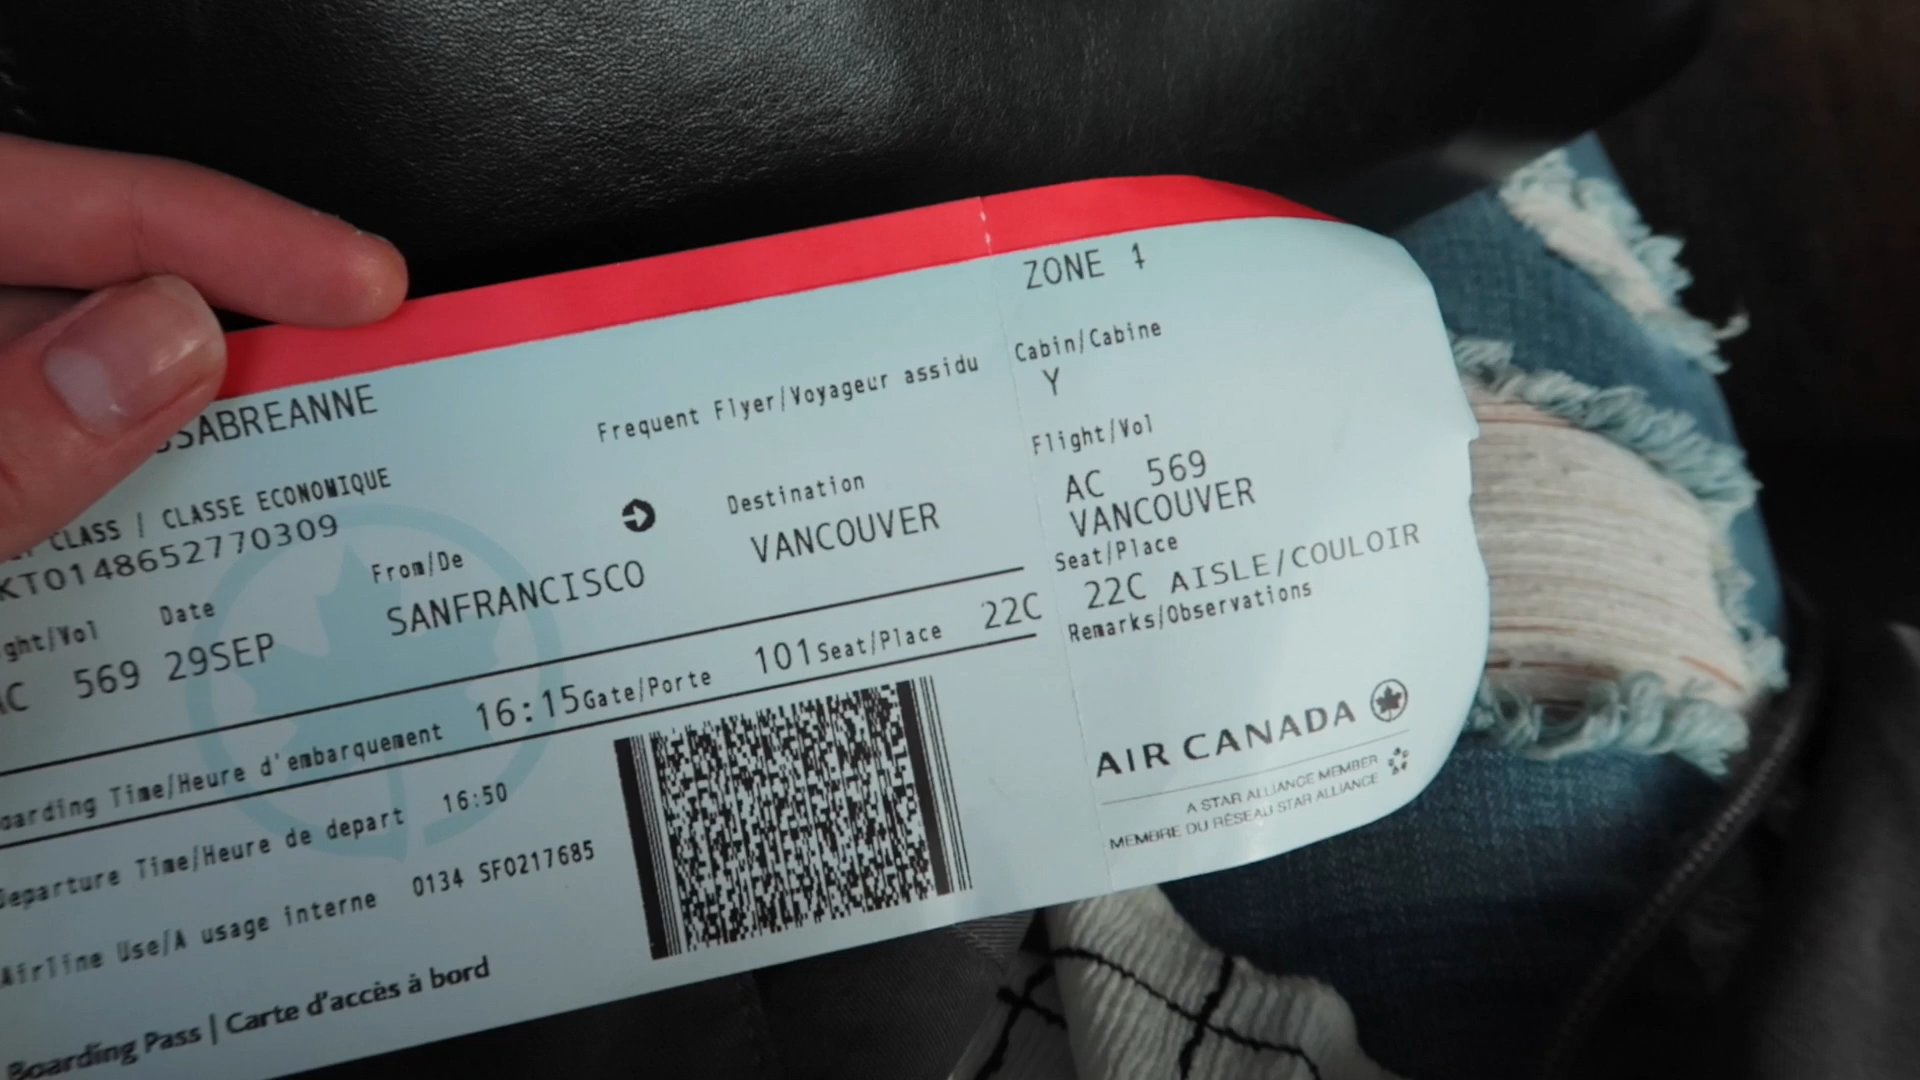 SABREANNE
CLASS / CLASSE ECONOMIQUE
KT0148652770309
Frequent Flyer/Voyageur assidu
Date
From/De
Destination
569 29SEP
SANFRANCISCO
VANCOUVER
Boarding Time/Heure d'embarquement 16:15 Gate/Porte 101 Seat/Place 22C
Departure Time/Heure de depart 16:50
Airline Use/A usage interne 0134 SFO217685
Boarding Pass | Carte d'accès à bord
ZONE 1
Cabin/Cabine
Y
Flight/Vol
AC 569
VANCOUVER
Seat/Place
22C AISLE/COULOIR
Remarks/Observations
AIR CANADA
A STAR ALLIANCE MEMBER
MEMBRE DU RÉSEAU STAR ALLIANCE